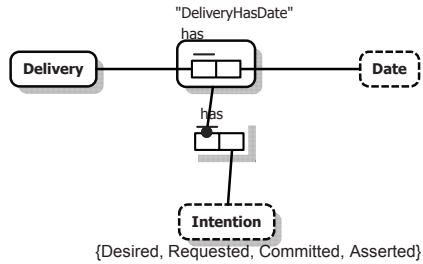 "DeliveryHasDate"
has
Delivery
Date
has
Intention
{Desired, Requested, Committed, Asserted}